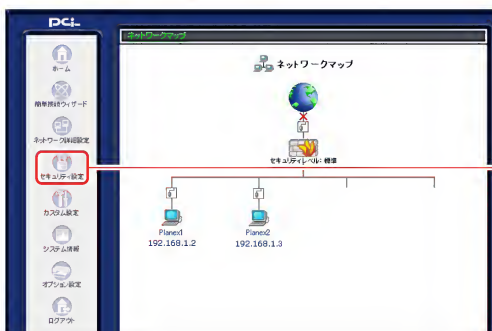 PCi
ネットワークマップ
ホーム
簡単接続ウィザード
ネットワーク詳細設定
セキュリティ設定
カスタム設定
システム情報
オプション設定
ログアウト
ネットワークマップ
セキュリティレベル: 標準
Planex1
192.168.1.2
Planex2
192.168.1.3